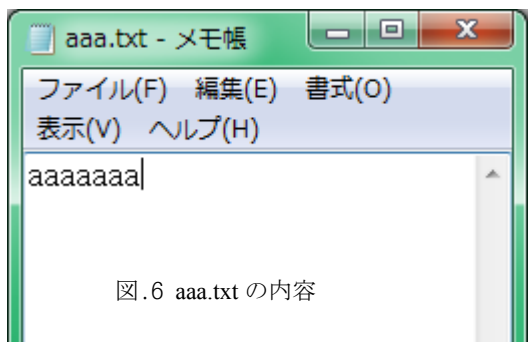 aaa.txt - メモ帳
ファイル(F) 編集(E) 書式(O)
表示(V) ヘルプ(H)
aaaaaaa
図.6 aaa.txt の内容